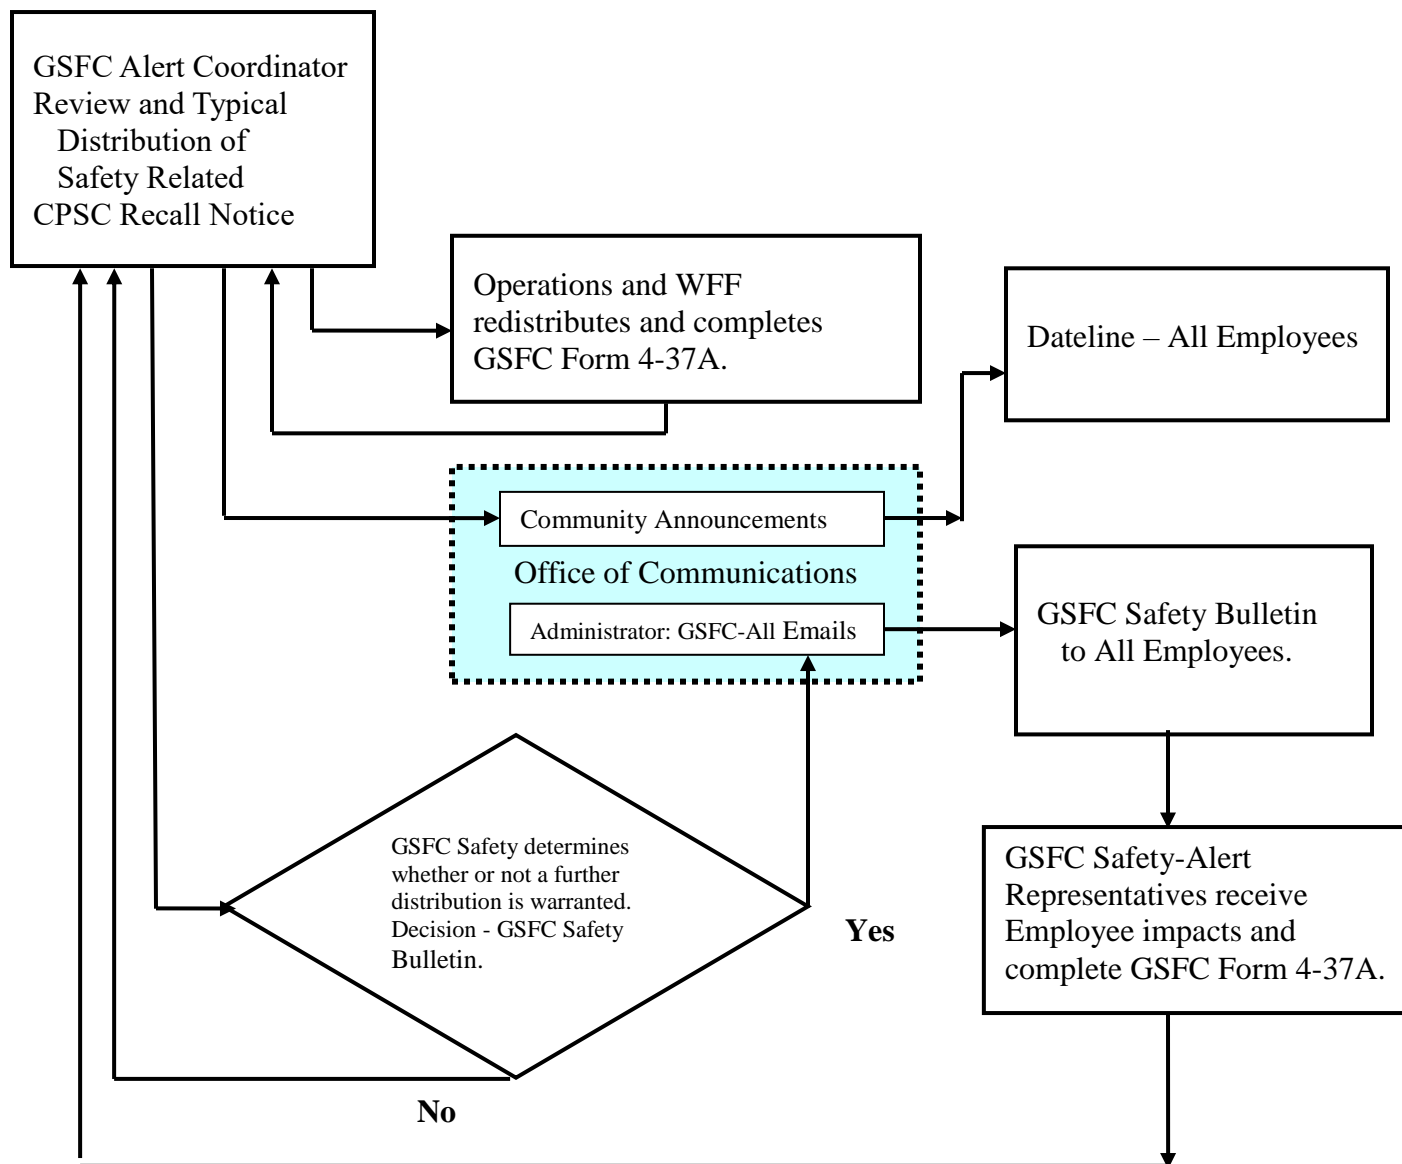 GSFC Alert Coordinator
Review and Typical
Distribution of
Safety Related
CPSC Recall Notice
Operations and WFF
redistributes and completes
GSFC Form 4-37A.
Dateline – All Employees
Community Announcements
Office of Communications
Administrator: GSFC-All Emails
GSFC Safety Bulletin
to All Employees.
GSFC Safety determines
whether or not a further
distribution is warranted.
Decision - GSFC Safety
Bulletin.
Yes
GSFC Safety-Alert
Representatives receive
Employee impacts and
complete GSFC Form 4-37A.
No